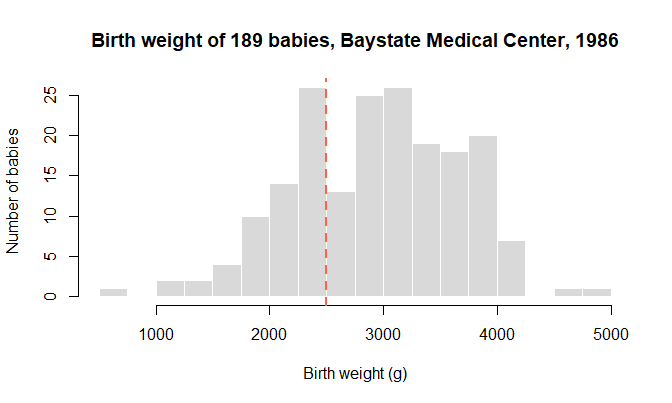 Birth weight of 189 babies, Baystate Medical Center, 1986
Number of babies
25
20
15
10
5
0
1000 2000 3000 4000 5000
Birth weight (g)